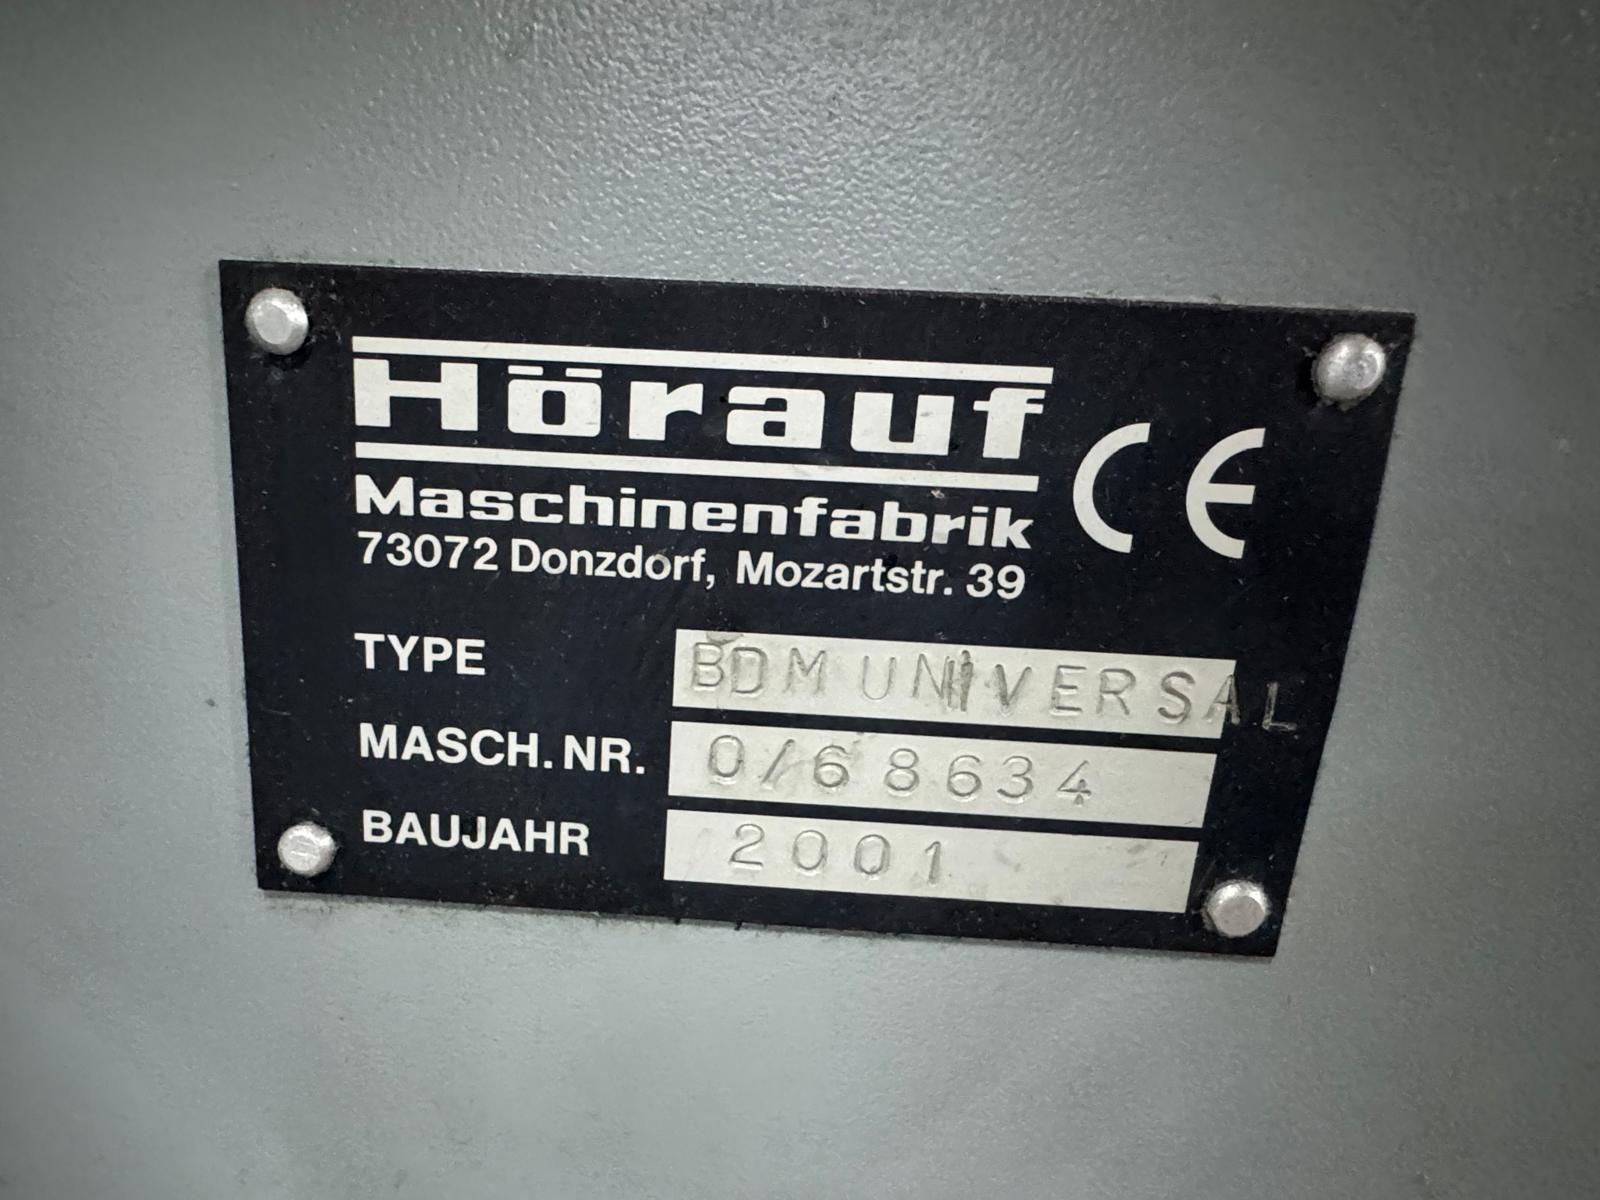 Hörauf
Maschinenfabrik
73072 Donzdorf, Mozartstr. 39
CE
TYPE BDM UNIVERSAL
MASCH.NR. 0/68634
BAUJAHR 2001